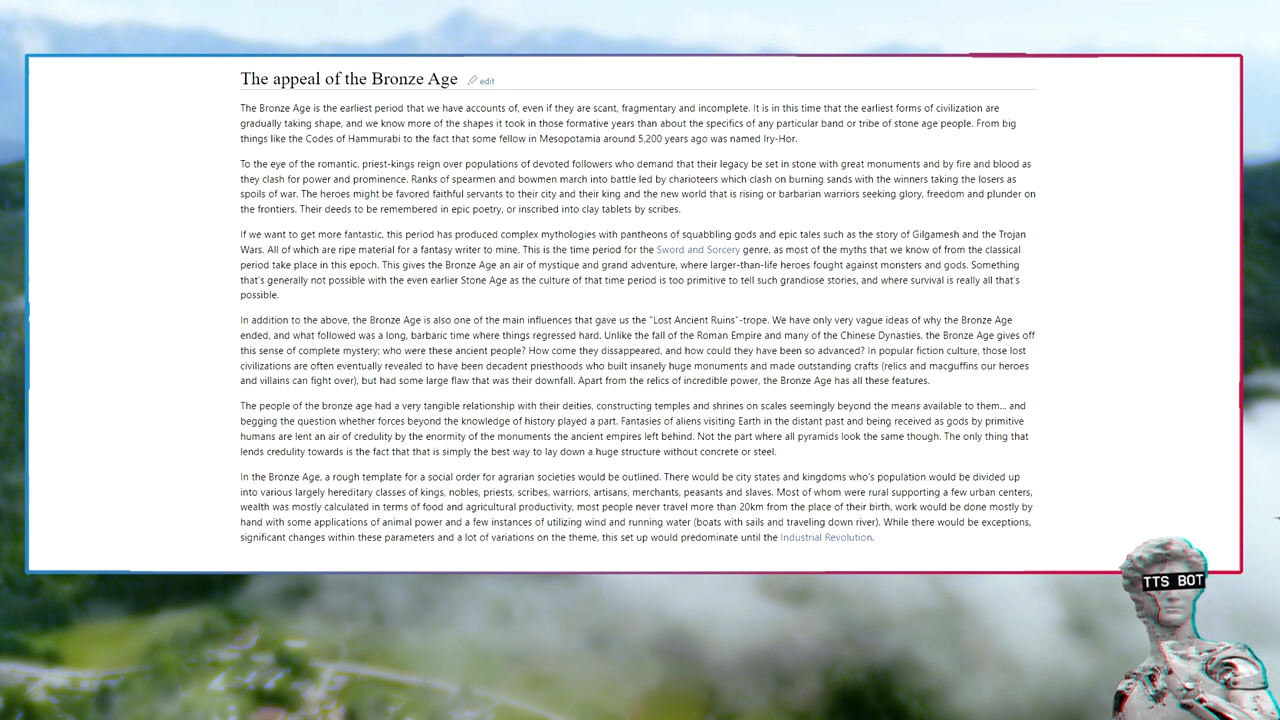 The appeal of the Bronze Age edit
The Bronze Age is the earliest period that we have accounts of, even if they are scant, fragmentary and incomplete. It is in this time that the earliest forms of civilization are
gradually taking shape, and we know more of the shapes it took in those formative years than about the specifics of any particular band or tribe of stone age people. From big
things like the Codes of Hammurabi to the fact that some fellow in Mesopotamia around 5,200 years ago was named Iry-Hor.
To the eye of the romantic, priest-kings reign over populations of devoted followers who demand that their legacy be set in stone with great monuments and by fire and blood as
they clash for power and prominence. Ranks of spearmen and bowmen march into battle led by charioteers which clash on burning sands with the winners taking the losers as
spoils of war. The heroes might be favored faithful servants to their city and their king and the new world that is rising or barbarian warriors seeking glory, freedom and plunder on
the frontiers. Their deeds to be remembered in epic poetry, or inscribed into clay tablets by scribes.
If we want to get more fantastic, this period has produced complex mythologies with pantheons of squabbling gods and epic tales such as the story of Gilgamesh and the Trojan
Wars. All of which are ripe material for a fantasy writer to mine. This is the time period for the Sword and Sorcery genre, as most of the myths that we know of from the classical
period take place in this epoch. This gives the Bronze Age an air of mystique and grand adventure, where larger-than-life heroes fought against monsters and gods. Something
that's generally not possible with the even earlier Stone Age as the culture of that time period is too primitive to tell such grandiose stories, and where survival is really all that's
possible.
In addition to the above, the Bronze Age is also one of the main influences that gave us the "Lost Ancient Ruins"-trope. We have only very vague ideas of why the Bronze Age
ended, and what followed was a long, barbaric time where things regressed hard. Unlike the fall of the Roman Empire and many of the Chinese Dynasties, the Bronze Age gives off
this sense of complete mystery; who were these ancient people? How come they disappeared, and how could they have been so advanced? In popular fiction culture, those lost
civilizations are often eventually revealed to have been decadent priesthoods who built insanely huge monuments and made outstanding crafts (relics and macguffins our heroes
and villains can fight over), but had some large flaw that was their downfall. Apart from the relics of incredible power, the Bronze Age has all these features.
The people of the bronze age had a very tangible relationship with their deities, constructing temples and shrines on scales seemingly beyond the means available to them... and
begging the question whether forces beyond the knowledge of history played a part. Fantasies of aliens visiting Earth in the distant past and being received as gods by primitive
humans are lent an air of credulity by the enormity of the monuments the ancient empires left behind. Not the part where all pyramids look the same though. The only thing that
lends credulity towards is the fact that that is simply the best way to lay down a huge structure without concrete or steel.
In the Bronze Age, a rough template for a social order for agrarian societies would be outlined. There would be city states and kingdoms who's population would be divided up
into various largely hereditary classes of kings, nobles, priests, scribes, warriors, artisans, merchants, peasants and slaves. Most of whom were rural supporting a few urban centers,
wealth was mostly calculated in terms of food and agricultural productivity, most people never travel more than 20km from the place of their birth, work would be done mostly by
hand with some applications of animal power and a few instances of utilizing wind and running water (boats with sails and traveling down river). While there would be exceptions,
significant changes within these parameters and a lot of variations on the theme, this set up would predominate until the Industrial Revolution.
TTS BOT